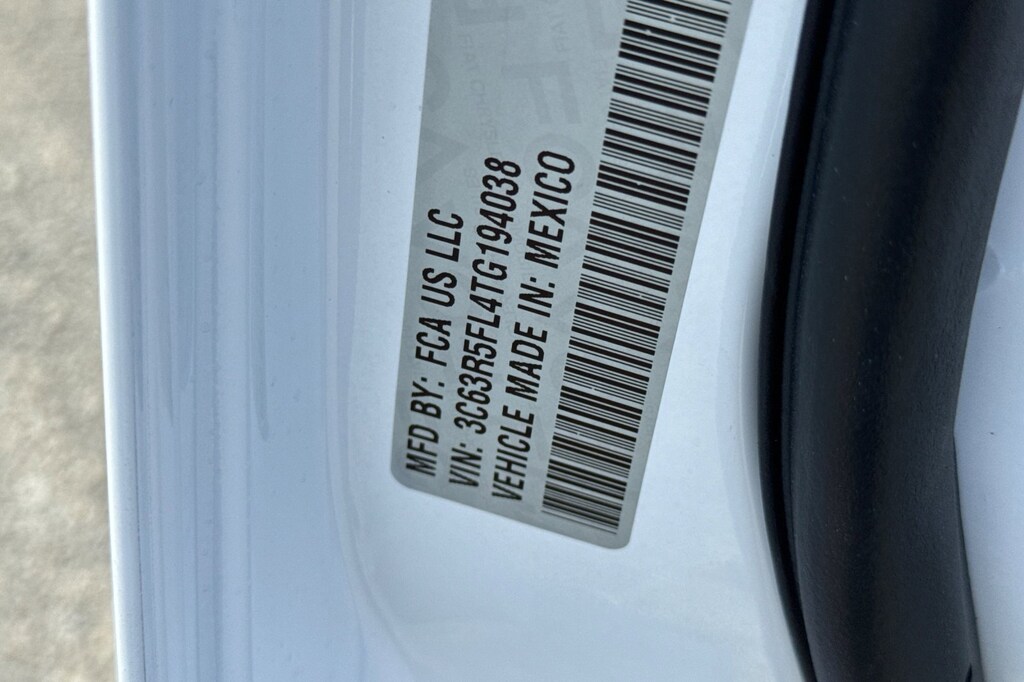 MFD BY: FCA US LLC
VIN: 3C63R5FL4TG194038
VEHICLE MADE IN: MEXICO